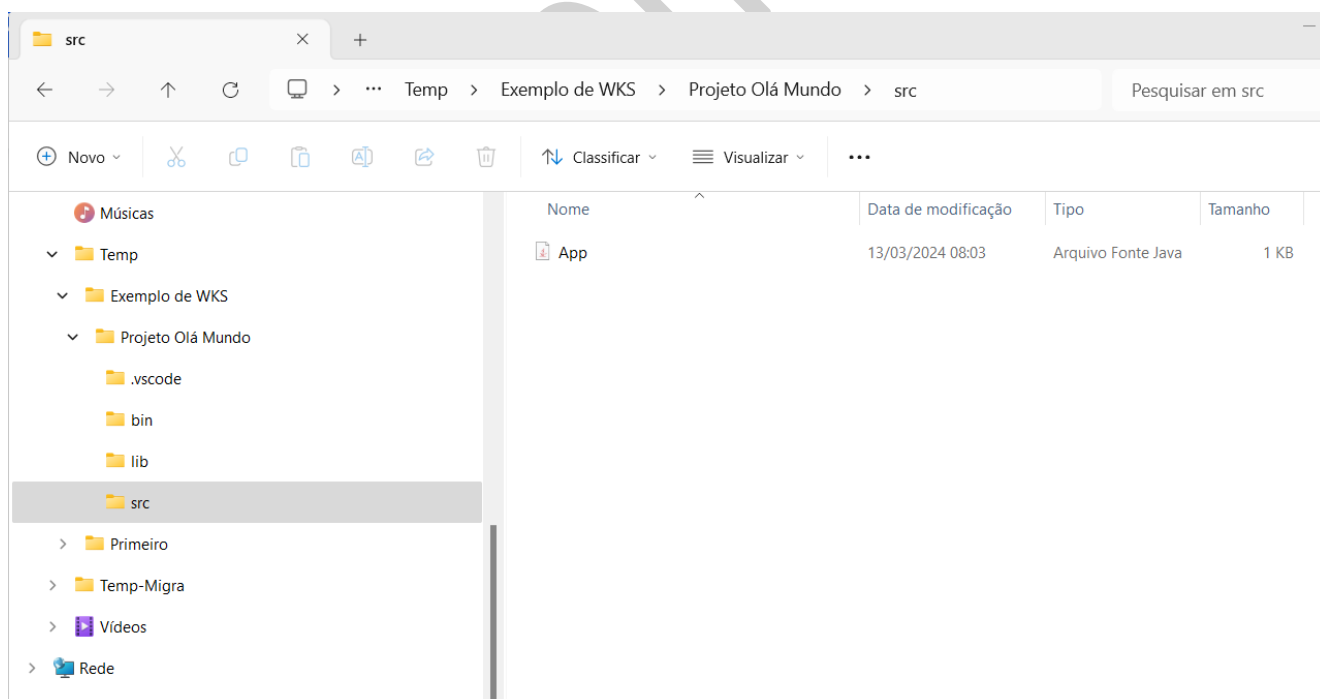 src
Temp > Exemplo de WKS > Projeto Olá Mundo > src
Pesquisar em src
Novo
Classificar
Visualizar
Nome Data de modificação Tipo Tamanho
App 13/03/2024 08:03 Arquivo Fonte Java 1 KB
Músicas
Temp
Exemplo de WKS
Projeto Olá Mundo
.vscode
bin
lib
src
Primeiro
Temp-Migra
Vídeos
Rede